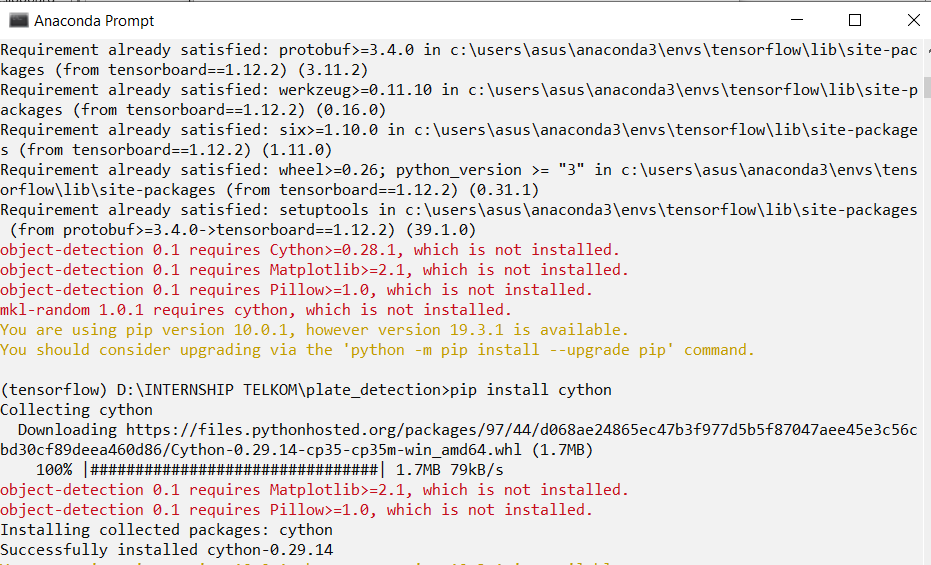 Anaconda Prompt
Requirement already satisfied: protobuf>=3.4.0 in c:\users\asus\anaconda3\envs\tensorflow\lib\site-pac
kages (from tensorboard==1.12.2) (3.11.2)
Requirement already satisfied: werkzeug>=0.11.10 in c:\users\asus\anaconda3\envs\tensorflow\lib\site-p
ackages (from tensorboard==1.12.2) (0.16.0)
Requirement already satisfied: six>=1.10.0 in c:\users\asus\anaconda3\envs\tensorflow\lib\site-package
s (from tensorboard==1.12.2) (1.11.0)
Requirement already satisfied: wheel>=0.26; python_version >= "3" in c:\users\asus\anaconda3\envs\tens
orflow\lib\site-packages (from tensorboard==1.12.2) (0.31.1)
Requirement already satisfied: setuptools in c:\users\asus\anaconda3\envs\tensorflow\lib\site-packages
 (from protobuf>=3.4.0->tensorboard==1.12.2) (39.1.0)
object-detection 0.1 requires Cython>=0.28.1, which is not installed.
object-detection 0.1 requires Matplotlib>=2.1, which is not installed.
object-detection 0.1 requires Pillow>=1.0, which is not installed.
mkl-random 1.0.1 requires cython, which is not installed.
You are using pip version 10.0.1, however version 19.3.1 is available.
You should consider upgrading via the 'python -m pip install --upgrade pip' command.
(tensorflow) D:\INTERNSHIP TELKOM\plate_detection>pip install cython
Collecting cython
  Downloading https://files.pythonhosted.org/packages/97/44/d068ae24865ec47b3f977d5b5f87047aee45e3c56c
bd30cf89deea460d86/Cython-0.29.14-cp35-cp35m-win_amd64.whl (1.7MB)
    100% |################################| 1.7MB 79kB/s
object-detection 0.1 requires Matplotlib>=2.1, which is not installed.
object-detection 0.1 requires Pillow>=1.0, which is not installed.
Installing collected packages: cython
Successfully installed cython-0.29.14